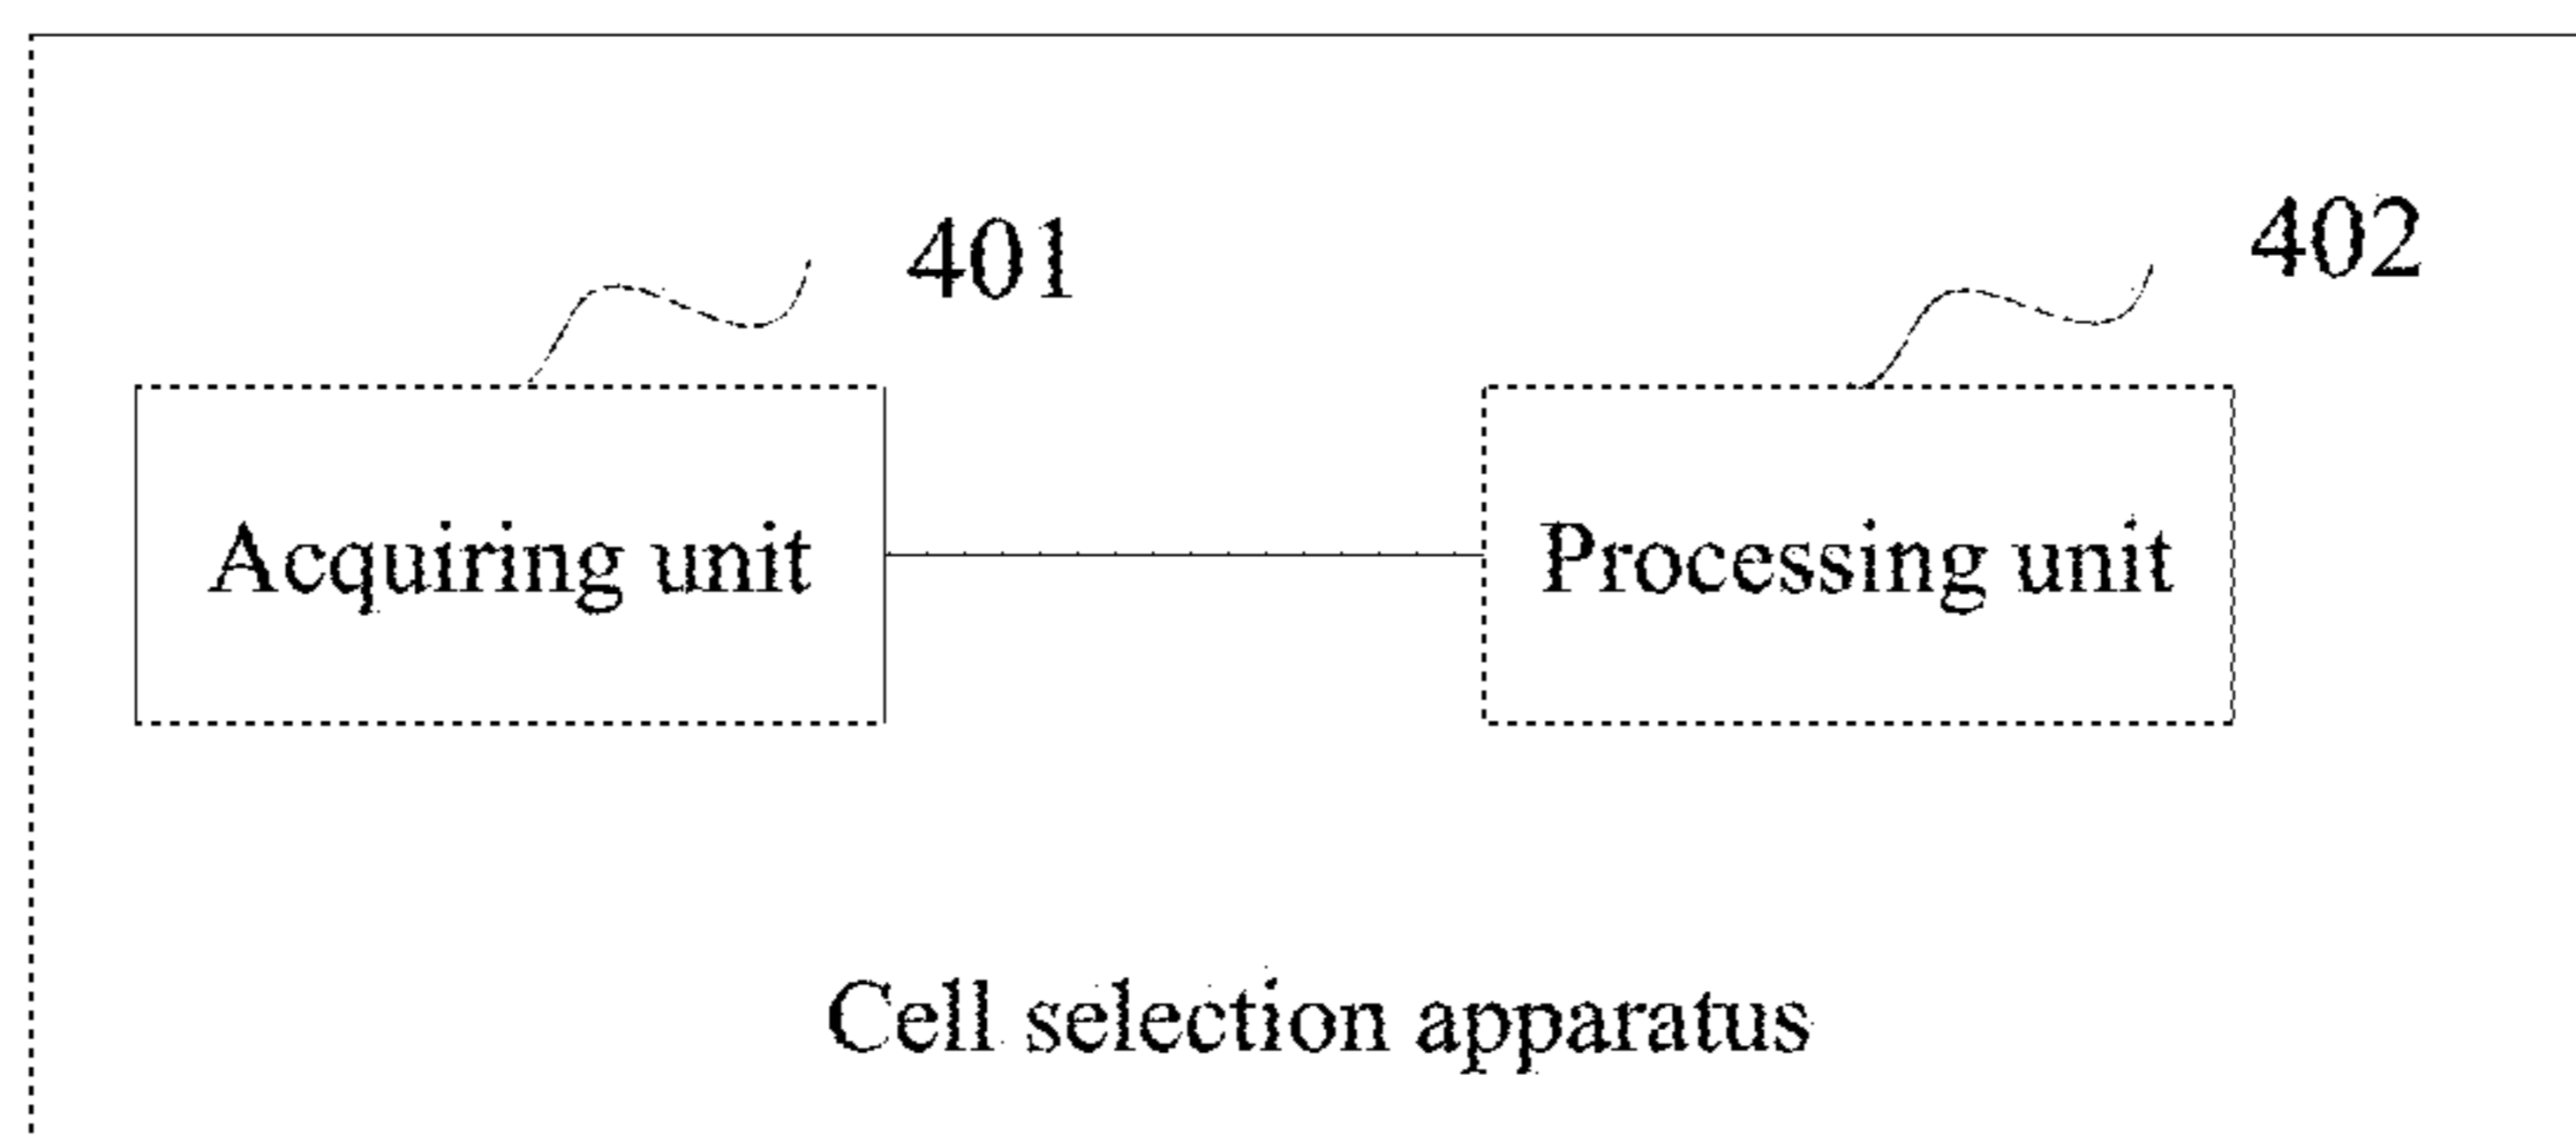 401
402
Acquiring unit
Processing unit
Cell selection apparatus